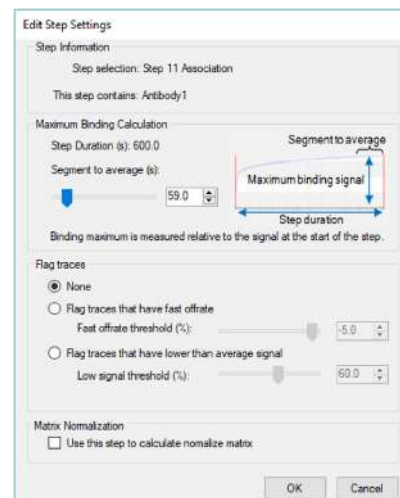 Edit Step Settings
Step Information
Step selection: Step 11 Association
This step contains: Antibody1
Maximum Binding Calculation
Step Duration (s): 600.0
Segment to average
Segment to average (s):
59.0
Maximum binding signal
Step duration
Binding maximum is measured relative to the signal at the start of the step.
Flag traces
None
Flag traces that have fast offrate
Fast offrate threshold (%):
-5.0
Flag traces that have lower than average signal
Low signal threshold (%):
60.0
Matrix Normalization
Use this step to calculate nomalize matrix
OK Cancel